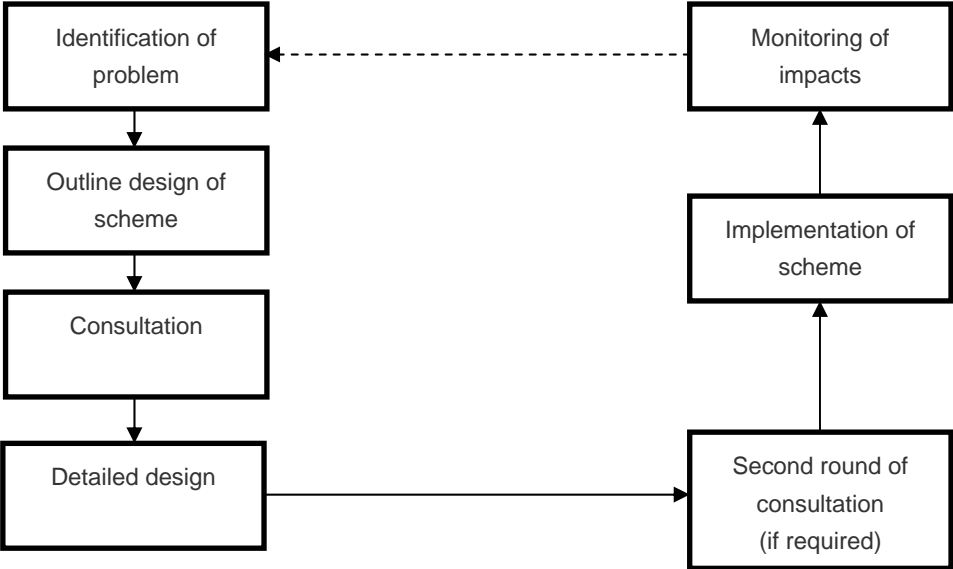 Identification of
problem
Outline design of
scheme
Consultation
Detailed design
Second round of
consultation
(if required)
Implementation of
scheme
Monitoring of
impacts